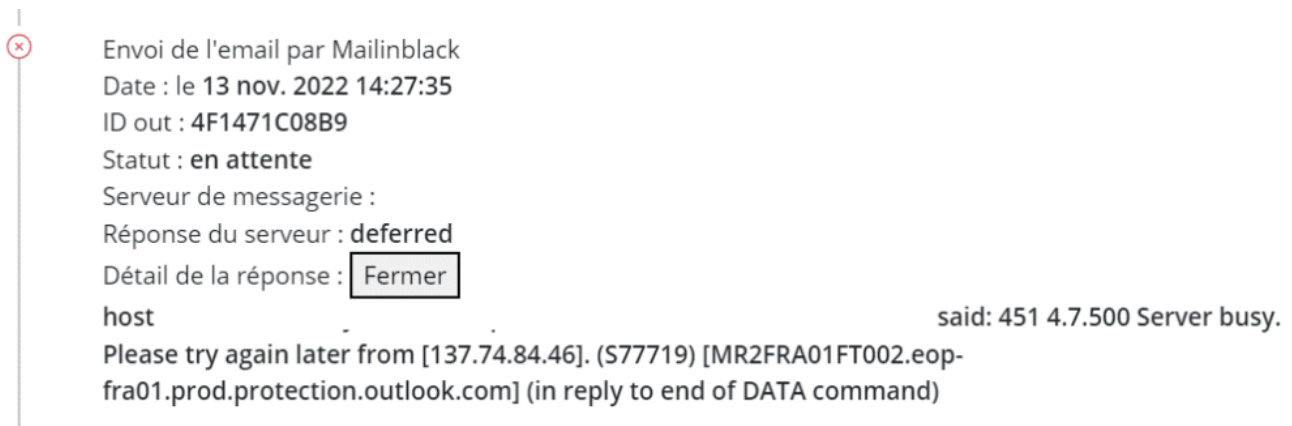 Envoi de l'email par Mailinblack
Date : le 13 nov. 2022 14:27:35
ID out : 4F1471C08B9
Statut : en attente
Serveur de messagerie :
Réponse du serveur : deferred
Détail de la réponse : Fermer
host said: 451 4.7.500 Server busy.
Please try again later from [137.74.84.46]. (S77719) [MR2FRA01FT002.eop-
fra01.prod.protection.outlook.com] (in reply to end of DATA command)